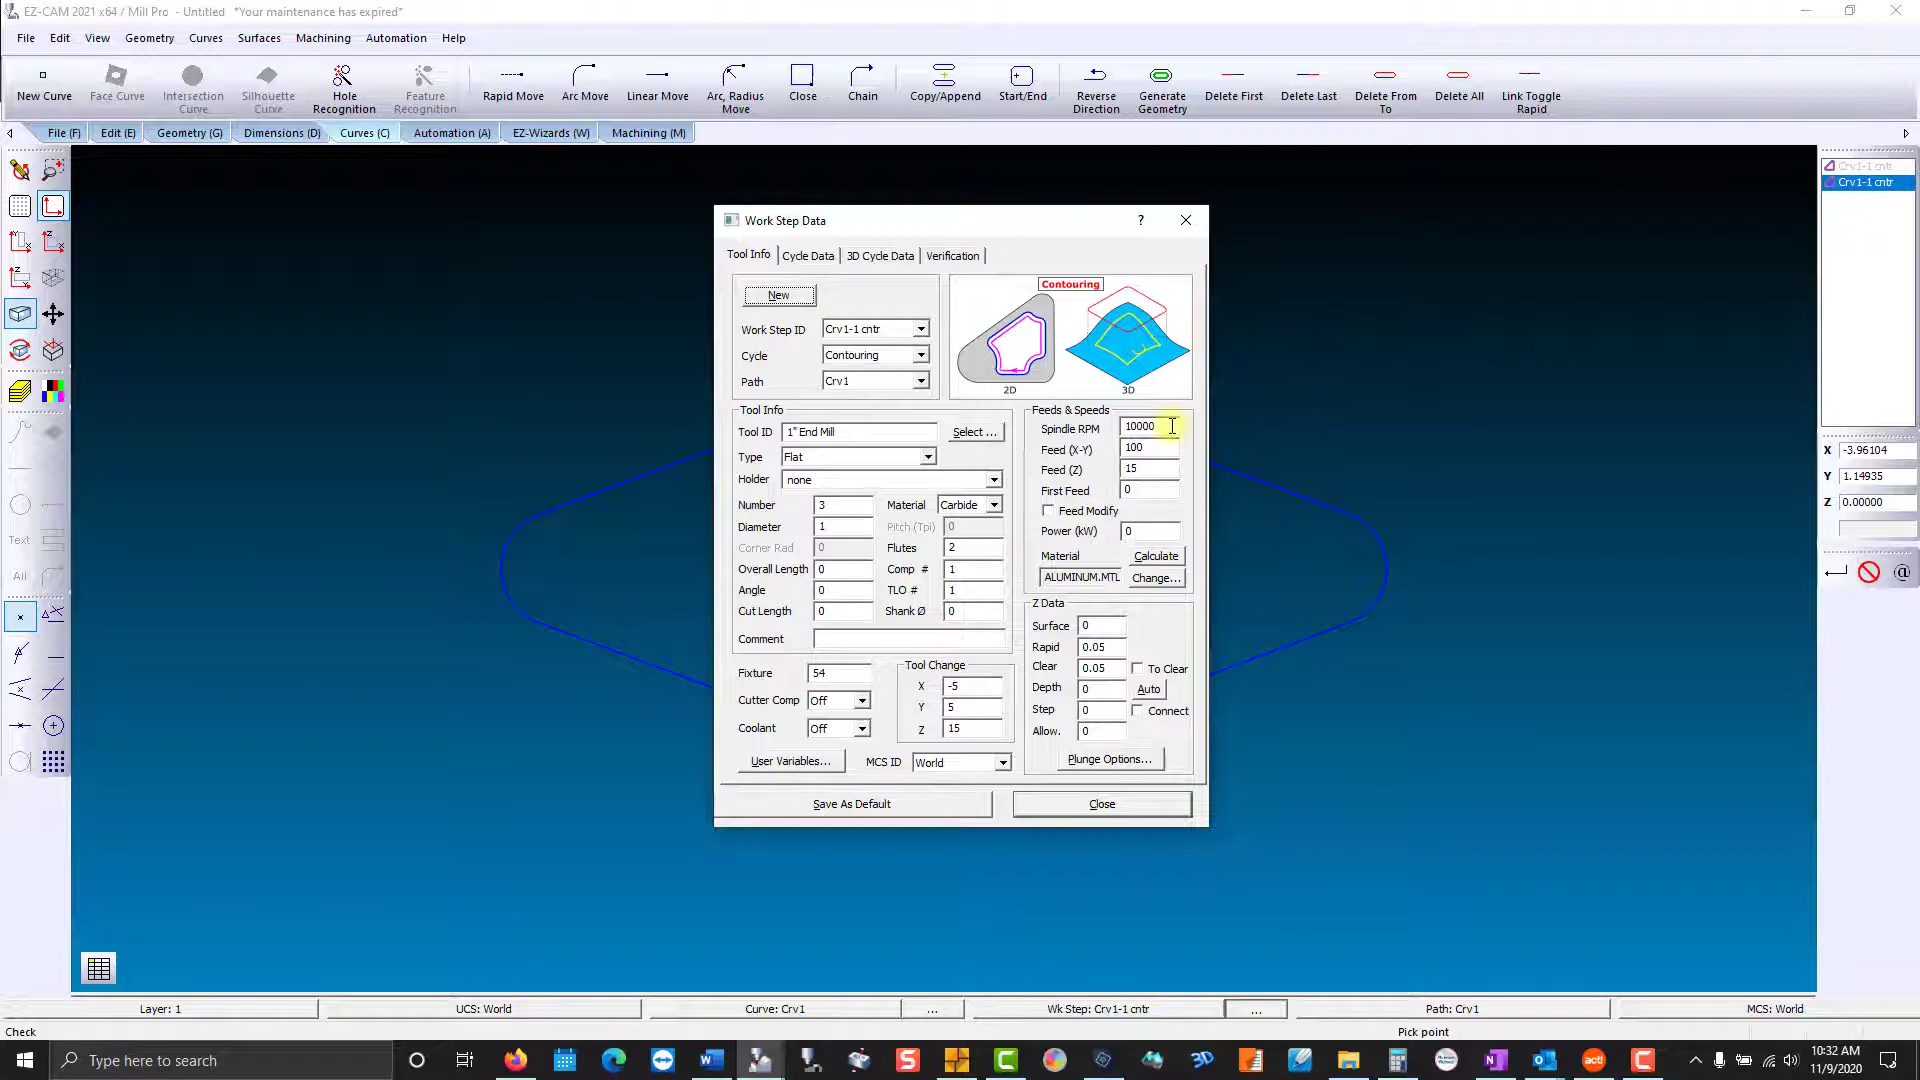 EZ-CAM 2021 x64 / Mill Pro - Untitled *Your maintenance has expired*
File Edit View Geometry Curves Surfaces Machining Automation Help
New Curve
Face Curve
Intersection Curve
Silhouette Curve
Hole Recognition
Feature Recognition
Rapid Move
Arc Move
Linear Move
Arc, Radius Move
Close
Chain
Copy/Append
Start/End
Reverse Direction
Generate Geometry
Delete First
Delete Last
Delete From To
Delete All
Link Toggle Rapid
File (F) Edit (E) Geometry (G) Dimensions (D) Curves (C) Automation (A) EZ-Wizards (W) Machining (M)
Crv1-1 cntr
Crv1-1 cntr
Work Step Data ?
Tool Info Cycle Data 3D Cycle Data Verification
New
Work Step ID Crv1-1 cntr
Cycle Contouring
Path Crv1
Contouring
2D 3D
Tool Info
Tool ID 1" End Mill Select ...
Type Flat
Holder none
Number 3 Material Carbide
Diameter 1 Pitch (Tpi) 0
Corner Rad 0 Flutes 2
Overall Length 0 Comp # 1
Angle 0 TLO # 1
Cut Length 0 Shank Ø 0
Comment
Fixture 54
Cutter Comp Off
Coolant Off
User Variables...
Tool Change
X -5
Y 5
Z 15
MCS ID World
Feeds & Speeds
Spindle RPM 10000
Feed (X-Y) 100
Feed (Z) 15
First Feed 0
Feed Modify
Power (kW) 0
Material Calculate
ALUMINUM.MTL Change...
Z Data
Surface 0
Rapid 0.05
Clear 0.05 To Clear
Depth 0 Auto
Step 0 Connect
Allow. 0
Plunge Options...
Save As Default Close
X -3.96104
Y 1.14935
Z 0.00000
@
Text
All
Layer: 1 UCS: World Curve: Crv1 ... Wk Step: Crv1-1 cntr ... Path: Crv1 MCS: World
Check Pick point
Type here to search
10:32 AM
11/9/2020